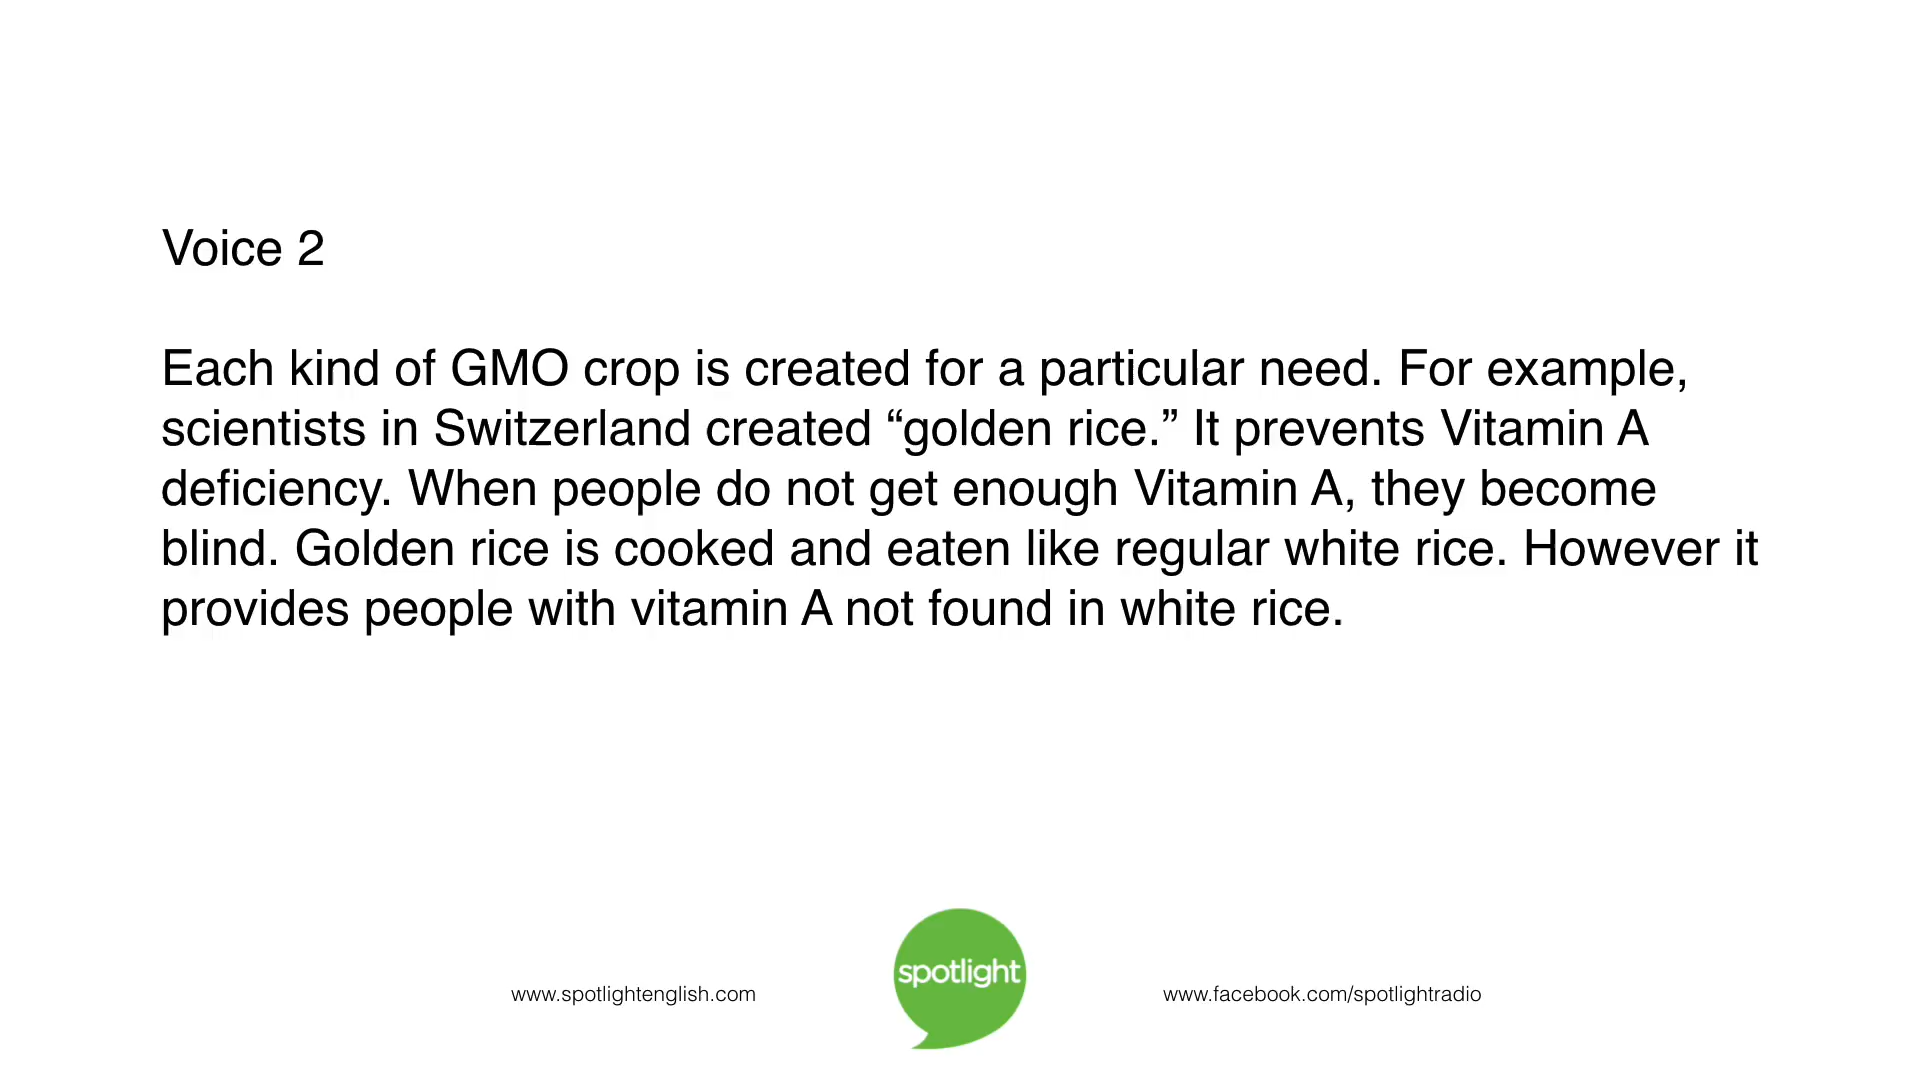 Voice 2
Each kind of GMO crop is created for a particular need. For example,
scientists in Switzerland created “golden rice.” It prevents Vitamin A
deficiency. When people do not get enough Vitamin A, they become
blind. Golden rice is cooked and eaten like regular white rice. However it
provides people with vitamin A not found in white rice.
www.spotlightenglish.com
spotlight
www.facebook.com/spotlightradio